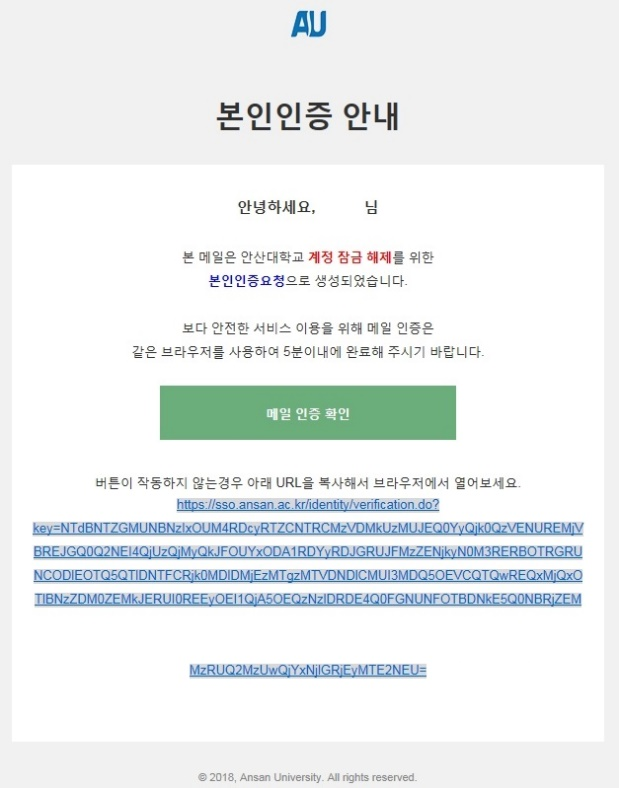 AU
본인인증 안내
안녕하세요, 님
본 메일은 안산대학교 계정 잠금 해제를 위한
본인인증요청으로 생성되었습니다.
보다 안전한 서비스 이용을 위해 메일 인증은
같은 브라우저를 사용하여 5분이내에 완료해 주시기 바랍니다.
메일 인증 확인
버튼이 작동하지 않는경우 아래 URL을 복사해서 브라우저에서 열어보세요.
https://sso.ansan.ac.kr/identity/verification.do?
© 2018, Ansan University. All rights reserved.